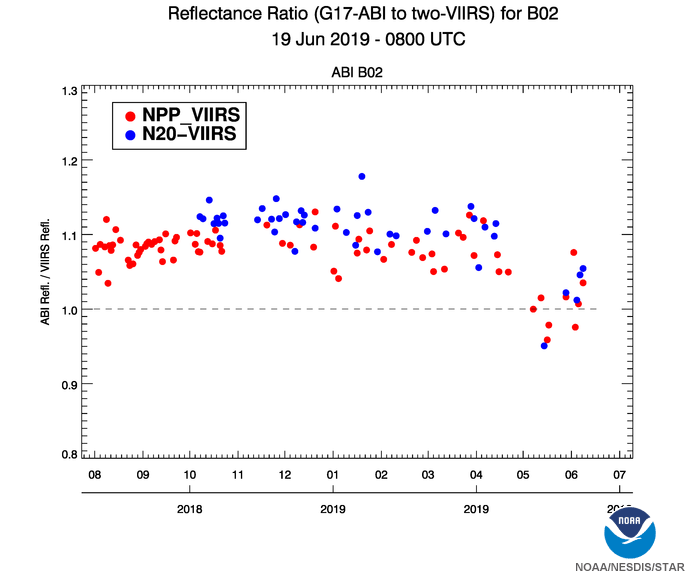 Reflectance Ratio (G17-ABI to two-VIIRS) for B02
19 Jun 2019 - 0800 UTC
ABI B02
NPP_VIIRS
N20-VIIRS
ABI Refl. / VIIRS Refl.
1.3
1.2
1.1
1.0
0.9
0.8
08 09 10 11 12 01 02 03 04 05 06 07
2018 2019 2019
NOAA
NOAA/NESDIS/STAR